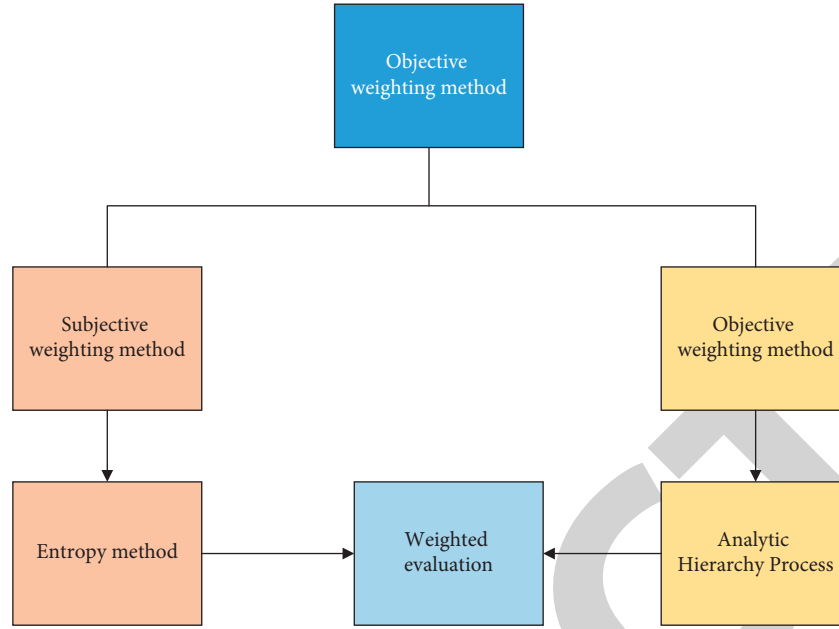 Objective
weighting method
Subjective
weighting method
Objective
weighting method
Entropy method
Weighted
evaluation
Analytic
Hierarchy Process